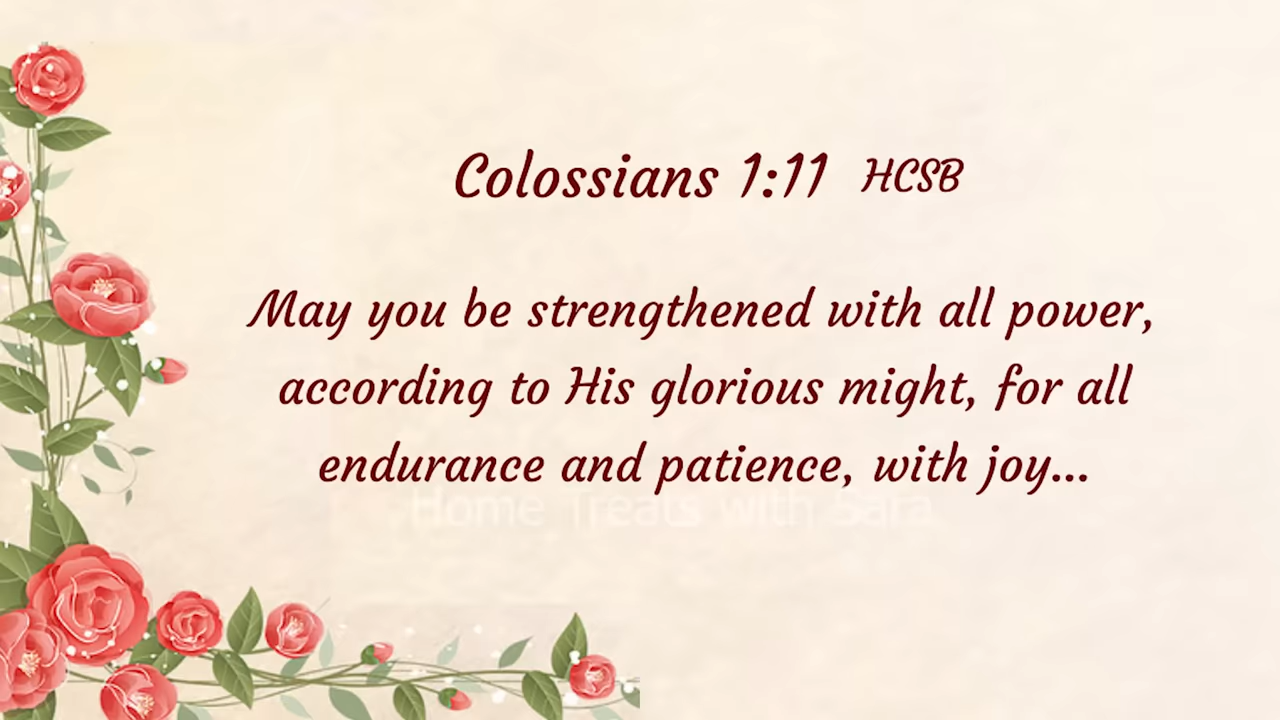 Colossians 1:11 HCSB
May you be strengthened with all power,
according to His glorious might, for all
endurance and patience, with joy...
Home Treats with Sara